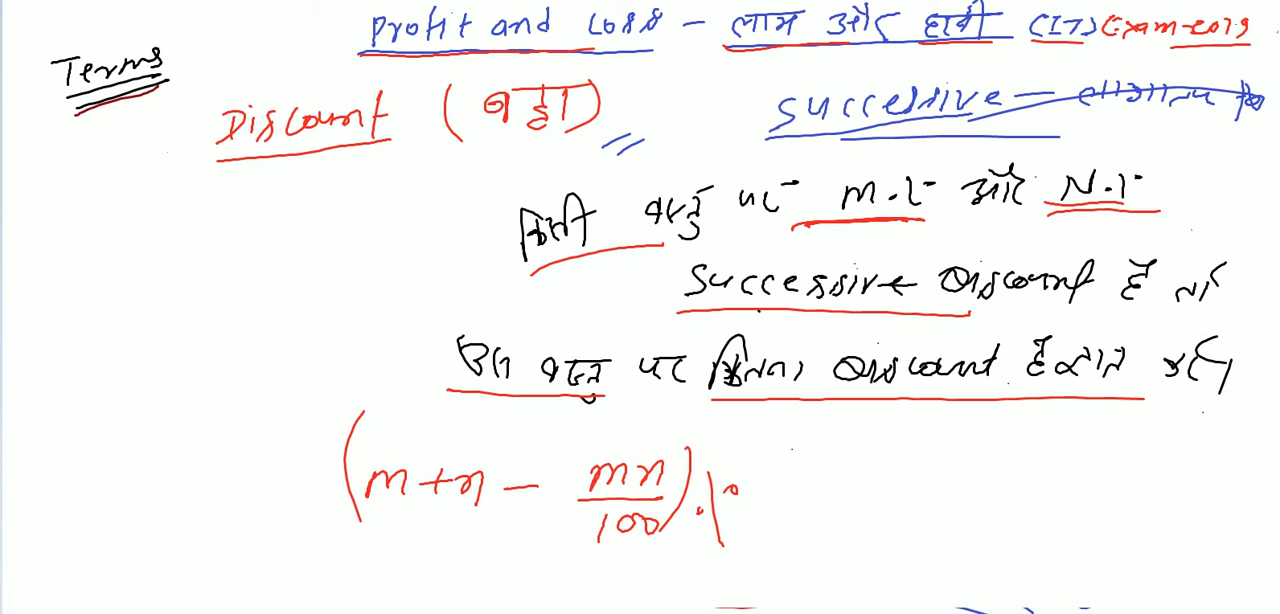 Profit and Loss - लाभ और हानी (ITI) Exam-2019
Terms
Discount (बट्टा)
Successive - सामान्य
किसी वस्तु पर m.% और N.%
Successive Discount है तो
उस वस्तु पर कितना Discount है ज्ञात करो
(m+n - mn/100).%